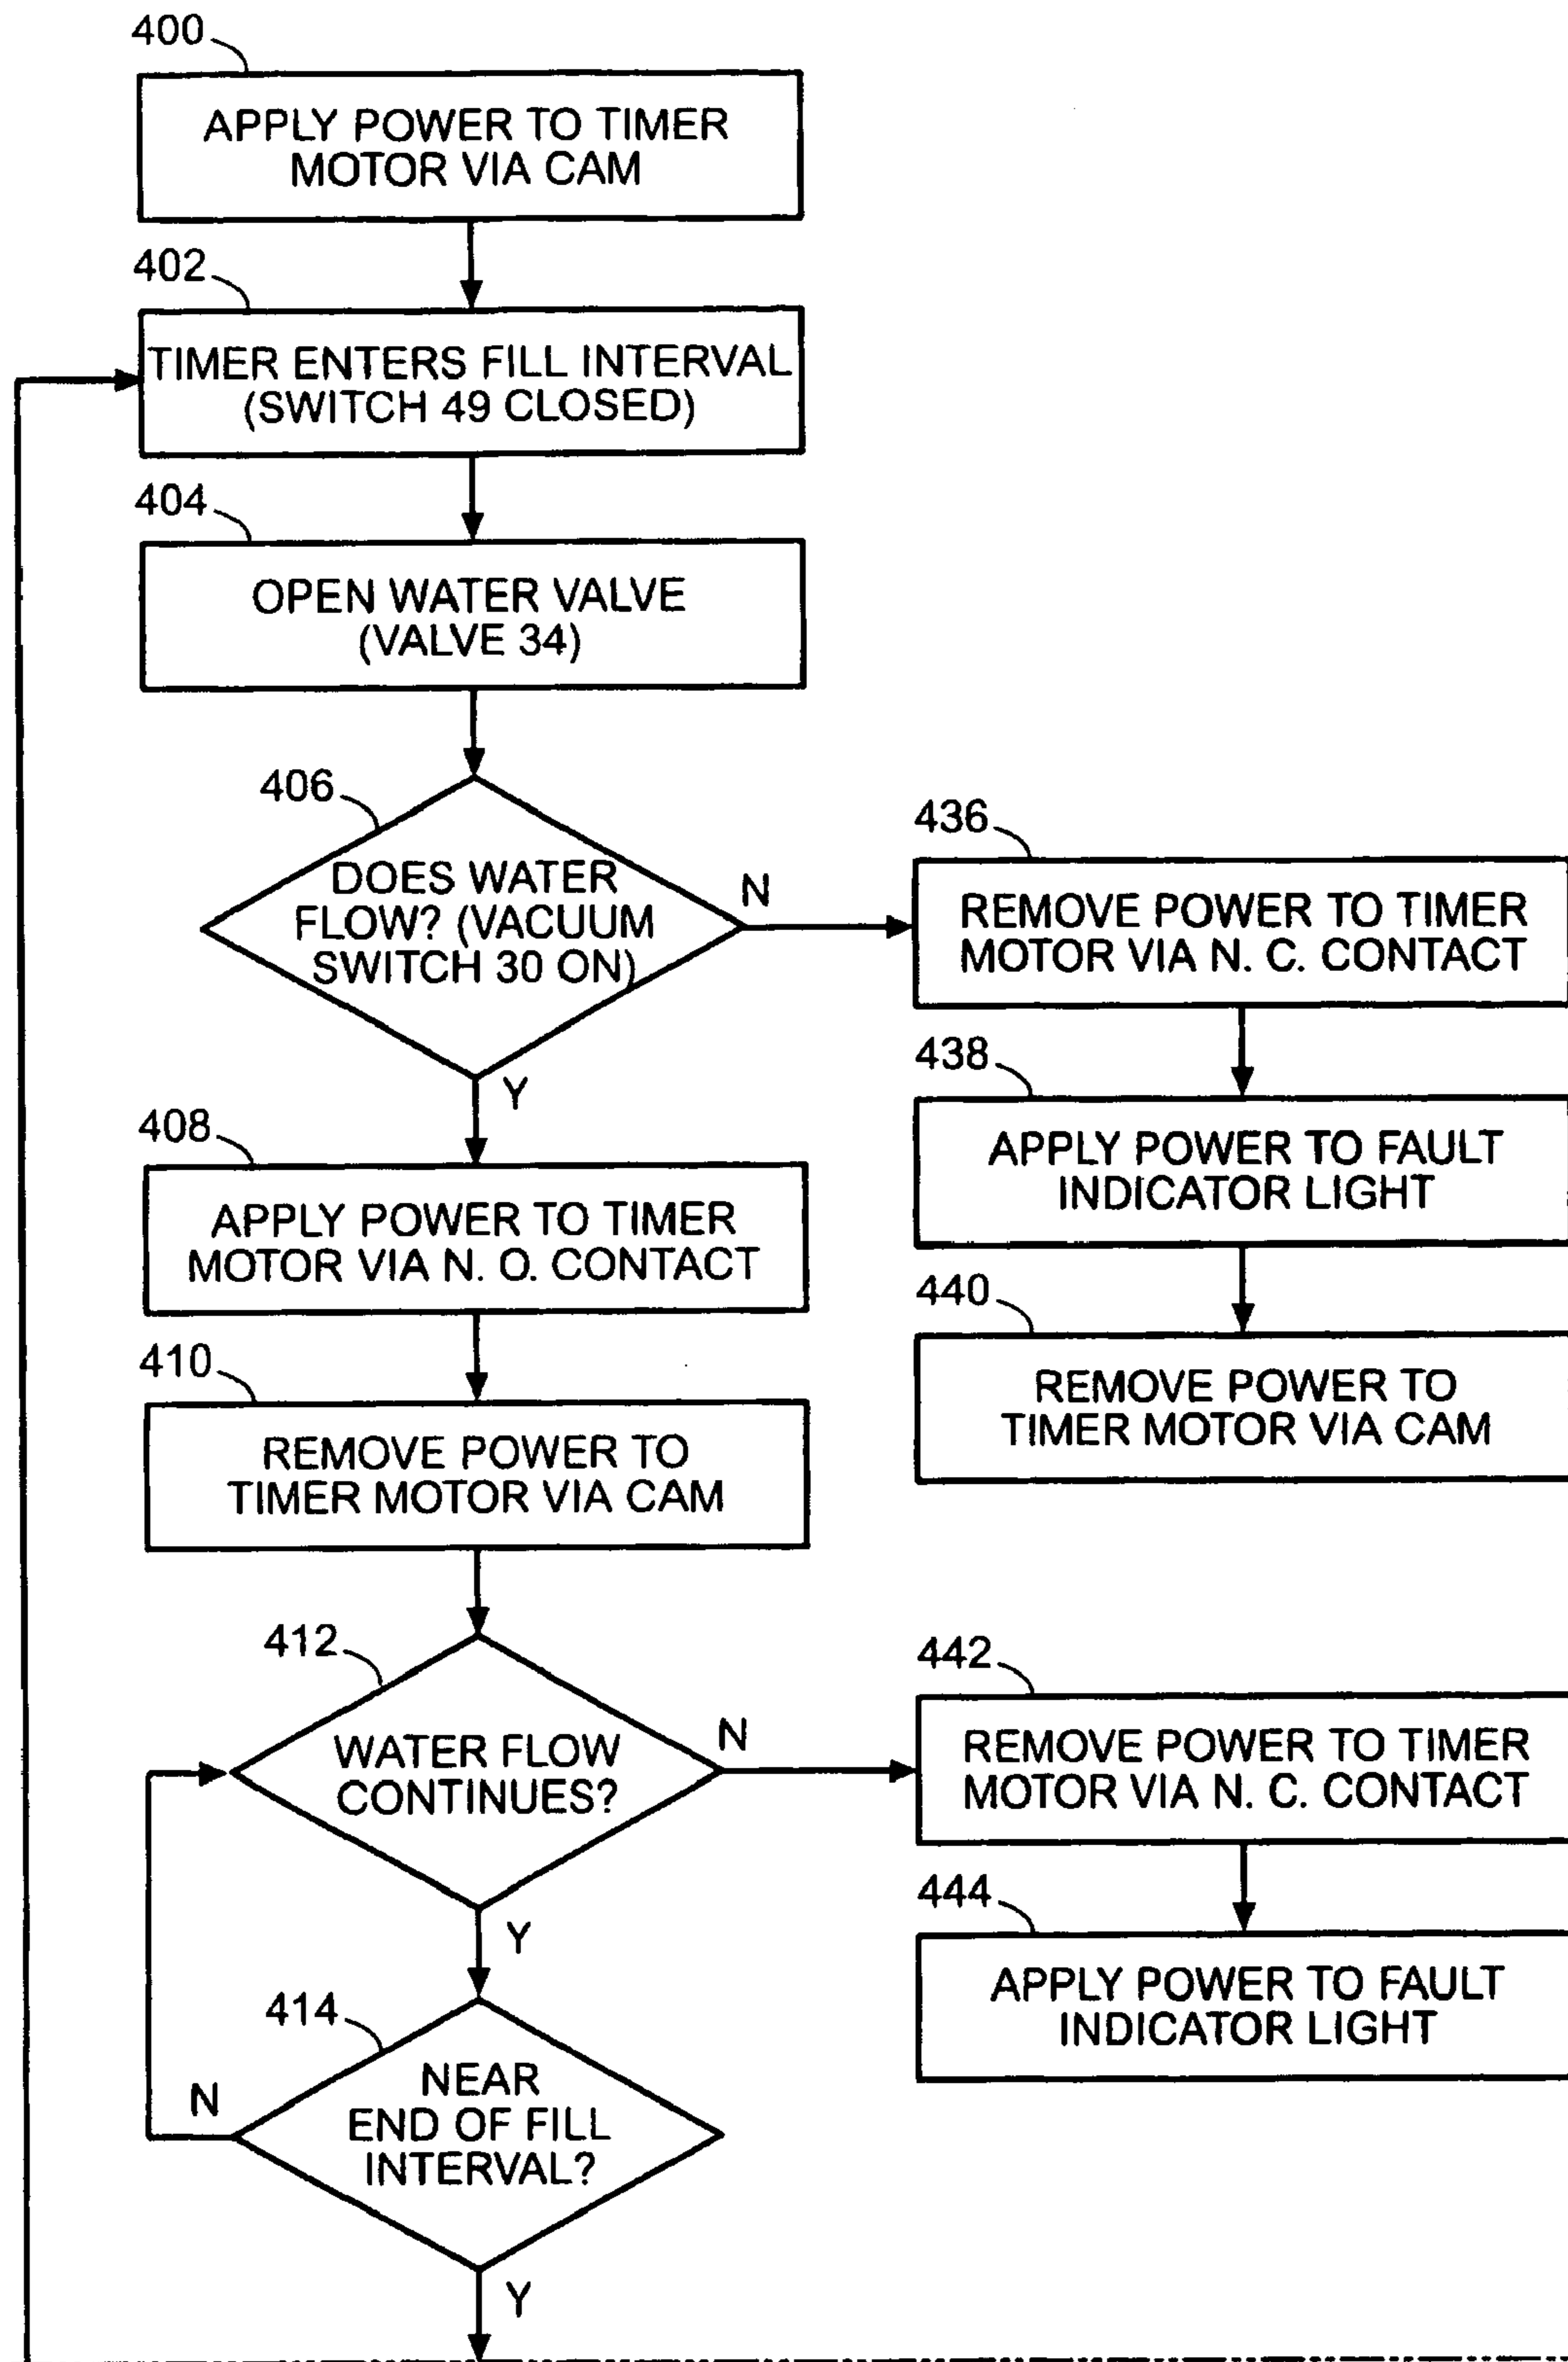 400
APPLY POWER TO TIMER
MOTOR VIA CAM
402
TIMER ENTERS FILL INTERVAL
(SWITCH 49 CLOSED)
404
OPEN WATER VALVE
(VALVE 34)
406
DOES WATER
FLOW? (VACUUM
SWITCH 30 ON)
N
Y
436
REMOVE POWER TO TIMER
MOTOR VIA N. C. CONTACT
438
APPLY POWER TO FAULT
INDICATOR LIGHT
440
REMOVE POWER TO
TIMER MOTOR VIA CAM
408
APPLY POWER TO TIMER
MOTOR VIA N. O. CONTACT
410
REMOVE POWER TO
TIMER MOTOR VIA CAM
412
WATER FLOW
CONTINUES?
N
Y
442
REMOVE POWER TO TIMER
MOTOR VIA N. C. CONTACT
444
APPLY POWER TO FAULT
INDICATOR LIGHT
414
NEAR
END OF FILL
INTERVAL?
N
Y